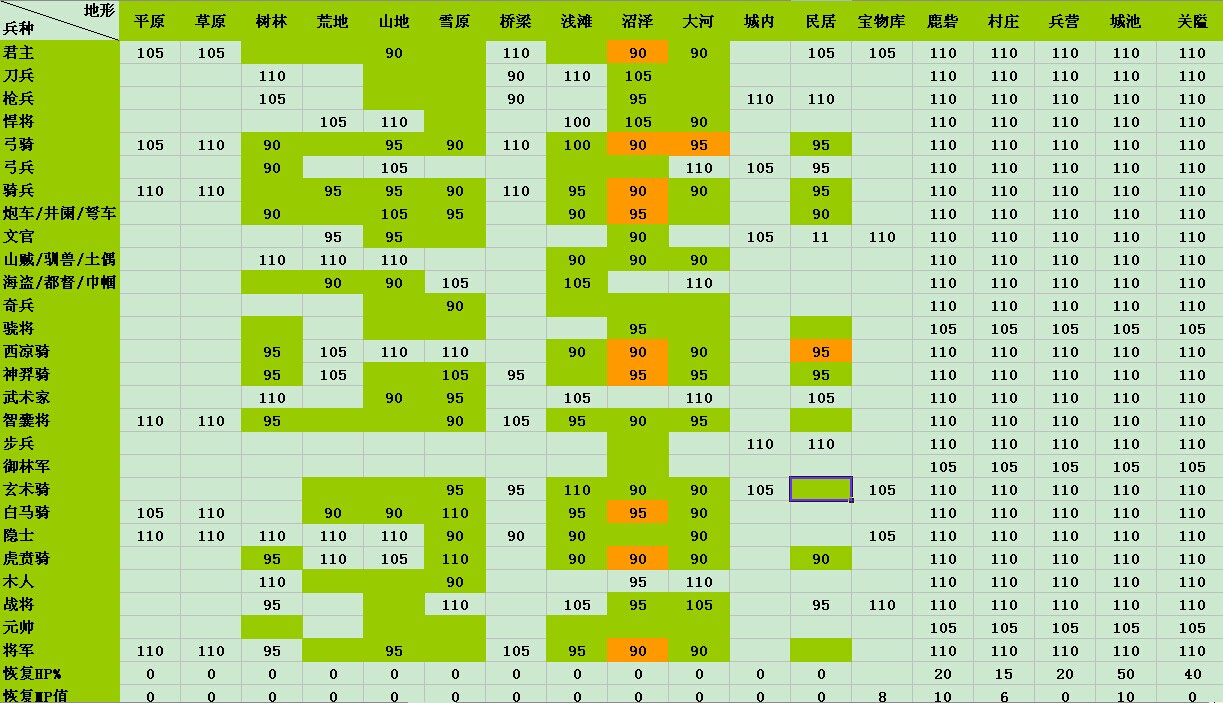 地形
兵种 平原 草原 树林 荒地 山地 雪原 桥梁 浅滩 沼泽 大河 城内 民居 宝物库 鹿砦 村庄 兵营 城池 关隘
君主 105 105 90 110 90 90 105 105 110 110 110 110 110
刀兵 110 90 110 105 110 110 110 110 110
枪兵 105 90 95 110 110 110 110 110 110 110
悍将 105 110 100 105 90 110 110 110 110 110
弓骑 105 110 90 95 90 110 100 90 95 95 110 110 110 110 110
弓兵 90 105 110 105 95 110 110 110 110 110
骑兵 110 110 95 95 90 110 95 90 90 95 110 110 110 110 110
炮车/井阑/弩车 90 105 95 90 95 90 110 110 110 110 110
文官 95 95 90 105 11 110 110 110 110 110 110
山贼/驯兽/土偶 110 110 110 90 90 90 110 110 110 110 110
海盗/都督/巾帼 90 90 105 105 110 110 110 110 110 110
奇兵 90 110 110 110 110 110
骁将 95 105 105 105 105 105
西凉骑 95 105 110 110 90 90 90 95 110 110 110 110 110
神羿骑 95 105 105 95 95 95 95 110 110 110 110 110
武术家 110 90 95 105 110 105 110 110 110 110 110
智囊将 110 110 95 90 105 95 90 95 110 110 110 110 110
步兵 110 110 110 110 110 110 110
御林军 105 105 105 105 105
玄术骑 95 95 110 90 90 105 105 110 110 110 110 110
白马骑 105 110 90 90 110 95 95 90 110 110 110 110 110
隐士 110 110 110 110 110 90 90 90 90 105 110 110 110 110 110
虎贲骑 95 110 105 110 90 90 90 90 110 110 110 110 110
木人 110 90 95 110 110 110 110 110 110
战将 95 110 105 95 105 95 110 110 110 110 110 110
元帅 105 105 105 105 105
将军 110 110 95 95 105 95 90 90 110 110 110 110 110
恢复HP% 0 0 0 0 0 0 0 0 0 0 0 0 20 15 20 50 40
恢复MP值 0 0 0 0 0 0 0 0 0 0 0 0 8 10 6 0 10 0